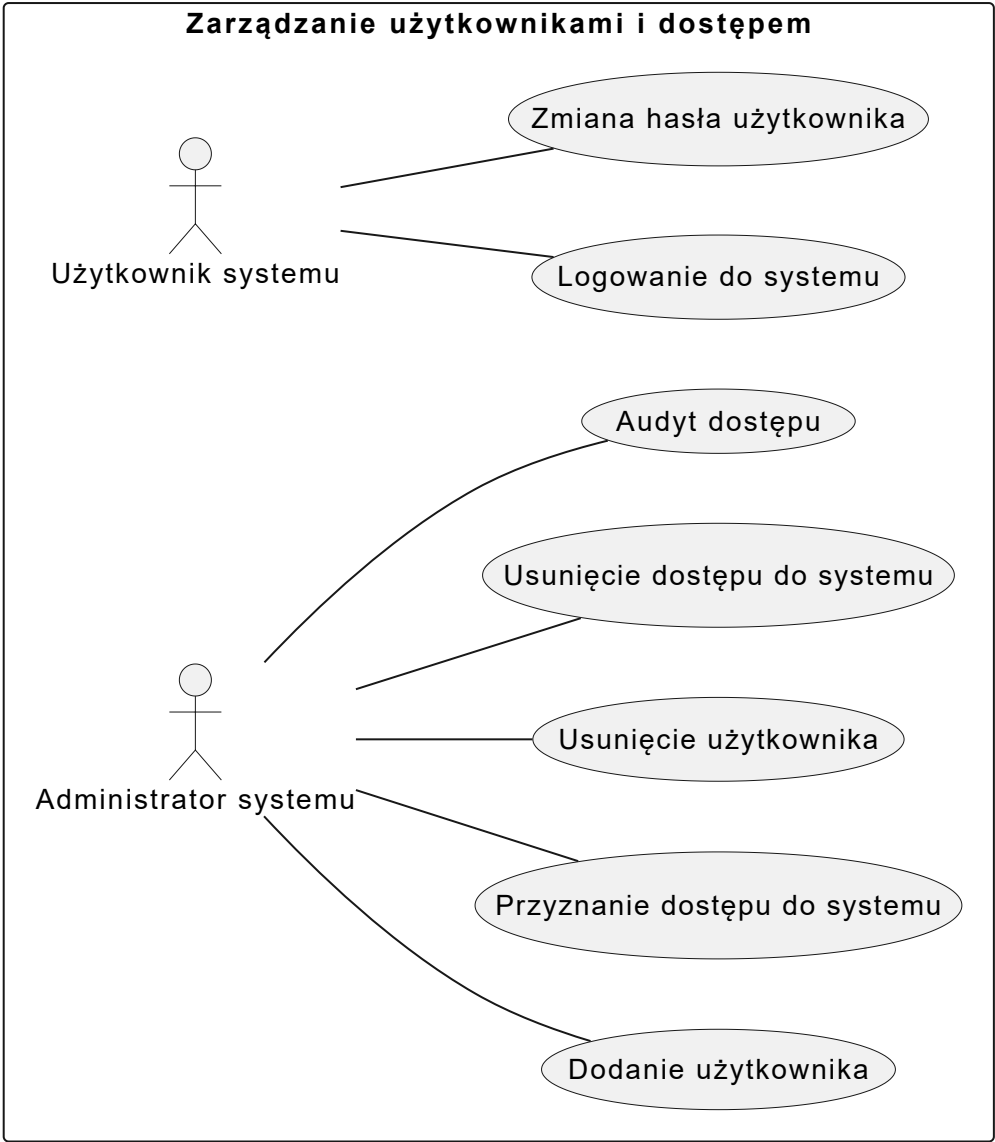 Zarządzanie użytkownikami i dostępem
Zmiana hasła użytkownika
Użytkownik systemu
Logowanie do systemu
Audyt dostępu
Usunięcie dostępu do systemu
Usunięcie użytkownika
Administrator systemu
Przyznanie dostępu do systemu
Dodanie użytkownika